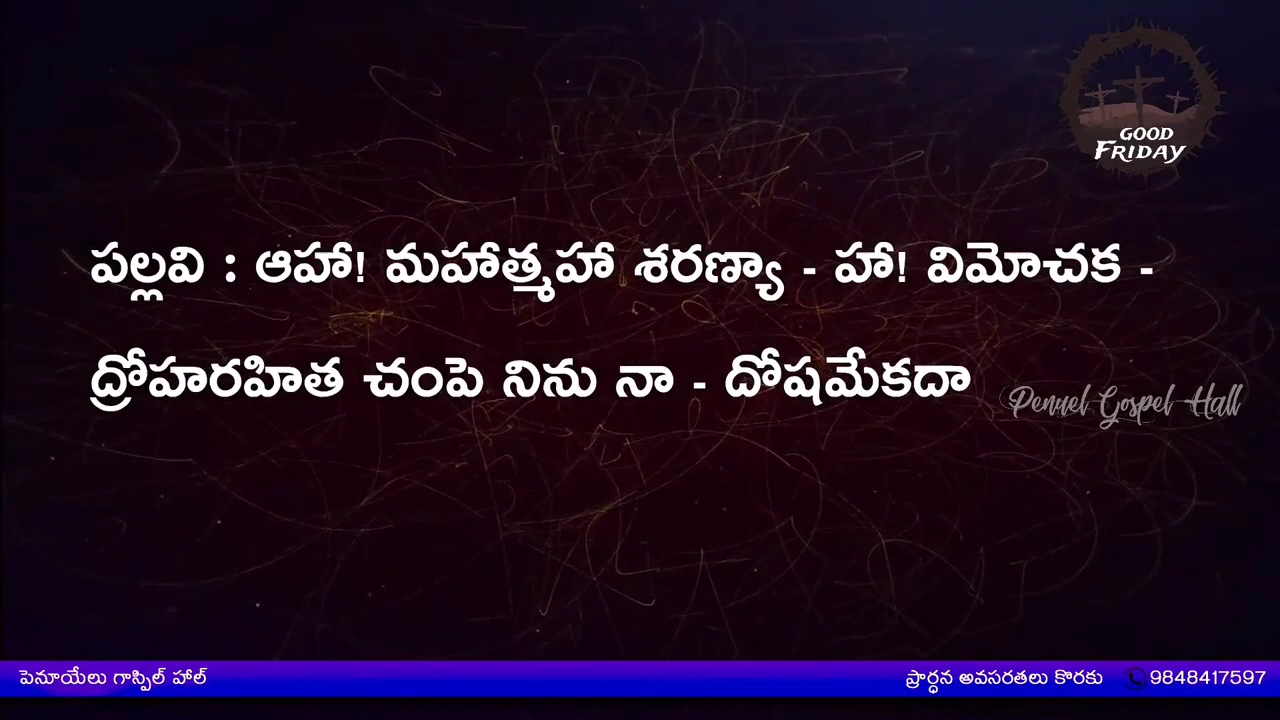 GOOD
FRIDAY
పల్లవి : ఆహా! మహాత్మహా శరణ్యా - హా! విమోచక -
ద్రోహరహిత చంపె నిను నా - దోషమేకదా
Penuel Gospel Hall
పెనూయేలు గాస్పిల్ హాల్
ప్రార్ధన అవసరతలు కొరకు 9848417597